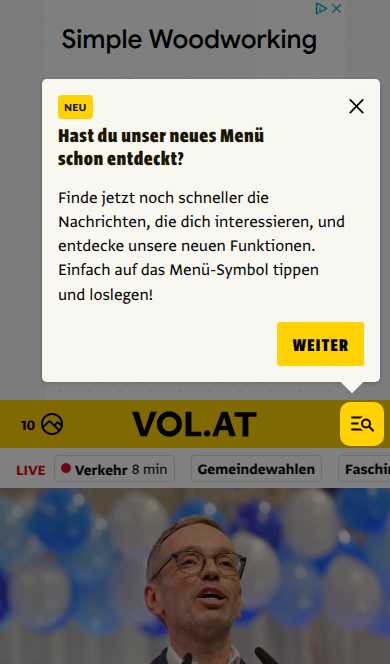 Simple Woodworking
NEU
Hast du unser neues Menü
schon entdeckt?
Finde jetzt noch schneller die
Nachrichten, die dich interessieren, und
entdecke unsere neuen Funktionen.
Einfach auf das Menü-Symbol tippen
und loslegen!
WEITER
10
VOL.AT
LIVE
Verkehr 8 min
Gemeindewahlen
Faschin